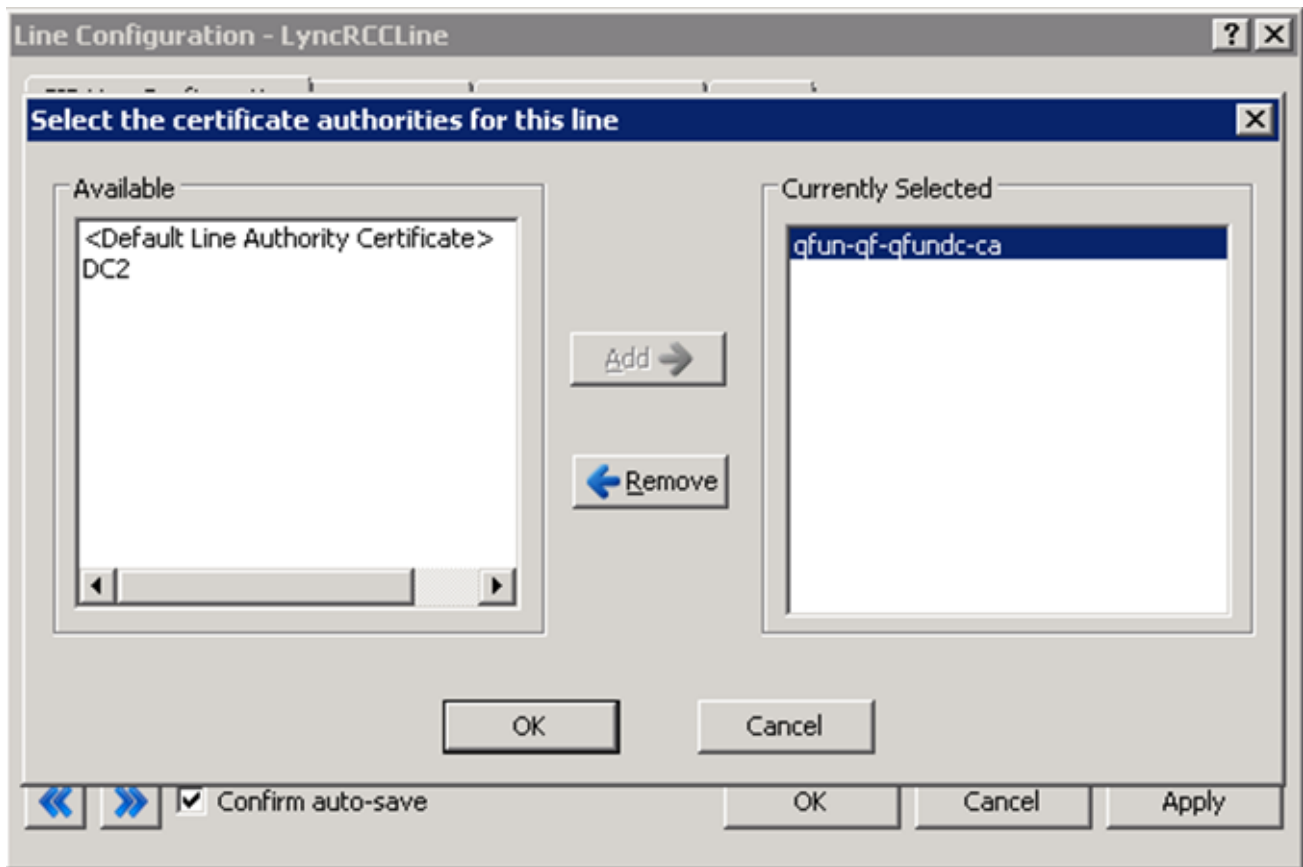 Line Configuration - LyncRCCLine
Select the certificate authorities for this line
Available
<Default Line Authority Certificate>
DC2
Add
Remove
Currently Selected
qfun-qf-qfundc-ca
OK
Cancel
Confirm auto-save
OK
Cancel
Apply